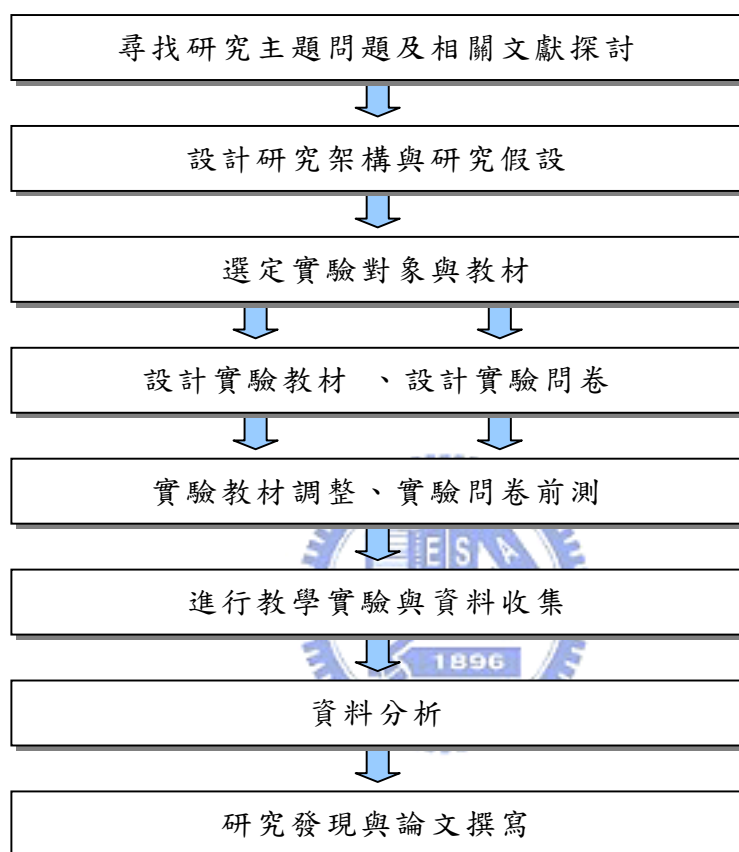 尋找研究主題問題及相關文獻探討
設計研究架構與研究假設
選定實驗對象與教材
設計實驗教材 、設計實驗問卷
實驗教材調整、實驗問卷前測
E S A
進行教學實驗與資料收集
1896
資料分析
研究發現與論文撰寫